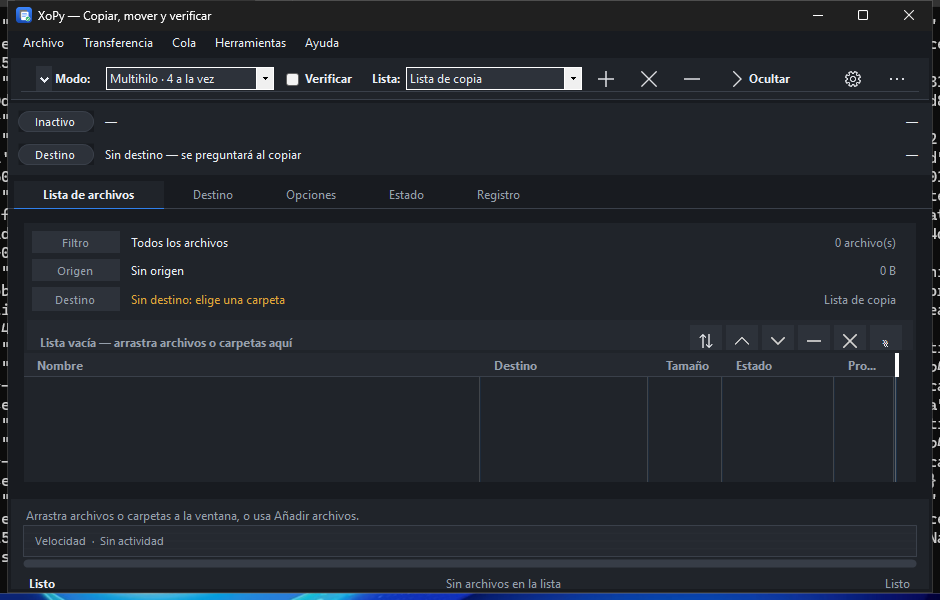 XoPy — Copiar, mover y verificar
Archivo Transferencia Cola Herramientas Ayuda
Modo: Multihilo · 4 a la vez Verificar Lista: Lista de copia Ocultar
Inactivo —
Destino Sin destino — se preguntará al copiar
Lista de archivos Destino Opciones Estado Registro
Filtro Todos los archivos 0 archivo(s)
Origen Sin origen 0 B
Destino Sin destino: elige una carpeta Lista de copia
Lista vacía — arrastra archivos o carpetas aquí
Nombre Destino Tamaño Estado Pro...
Arrastra archivos o carpetas a la ventana, o usa Añadir archivos.
Velocidad · Sin actividad
Listo Sin archivos en la lista Listo